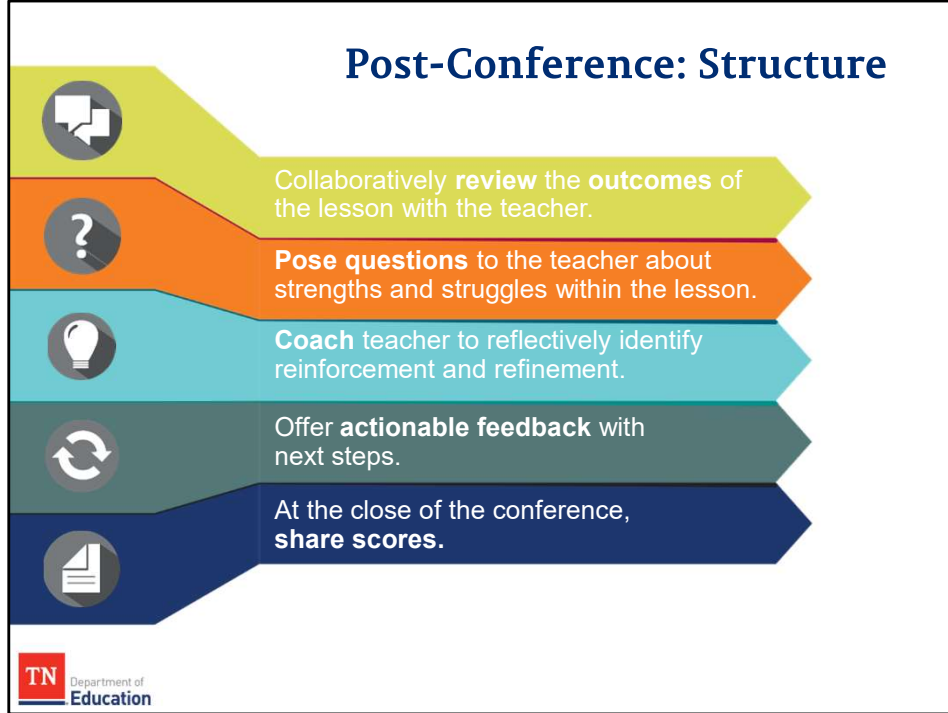 Post-Conference: Structure
Collaboratively review the outcomes of
the lesson with the teacher.
Pose questions to the teacher about
strengths and struggles within the lesson.
Coach teacher to reflectively identify
reinforcement and refinement.
Offer actionable feedback with
next steps.
At the close of the conference,
share scores.
TN
Department of
Education